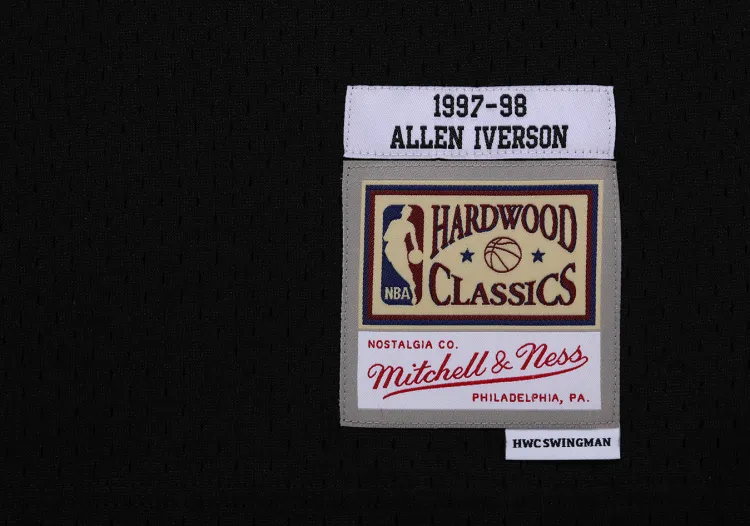 1997-98
ALLEN IVERSON
HARDWOOD
CLASSICS
NBA
NOSTALGIA CO.
Mitchell & Ness
PHILADELPHIA, PA.
HWC SWINGMAN